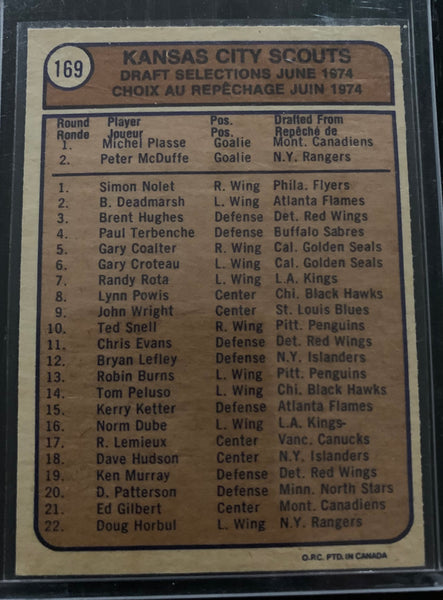 169
KANSAS CITY SCOUTS
DRAFT SELECTIONS JUNE 1674
CHOIX AU REPÊCHAGE JUIN 1974
Round Player Pos. Drafted From
Ronde Joueur Pos. Repêché de
1. Michel Plasse Goalie Mont. Canadiens
2. Peter McDuffe Goalie N.Y. Rangers
1. Simon Nolet R. Wing Phila. Flyers
2. B. Deadmarsh L. Wing Atlanta Flames
3. Brent Hughes Defense Det. Red Wings
4. Paul Terbenche Defense Buffalo Sabres
5. Gary Coalter R. Wing Cal. Golden Seals
6. Gary Croteau L. Wing Cal. Golden Seals
7. Randy Rota L. Wing L.A. Kings
8. Lynn Powis Center Chi. Black Hawks
9. John Wright Center St. Louis Blues
10. Ted Snell R. Wing Pitt. Penguins
11. Chris Evans Defense Det. Red Wings
12. Bryan Lefley Defense N.Y. Islanders
13. Robin Burns L. Wing Pitt. Penguins
14. Tom Peluso L. Wing Chi. Black Hawks
15. Kerry Ketter Defense Atlanta Flames
16. Norm Dube L. Wing L.A. Kings-
17. R. Lemieux Center Vanc. Canucks
18. Dave Hudson Center N.Y. Islanders
19. Ken Murray Defense Det. Red Wings
20. D. Patterson Defense Minn. North Stars
21. Ed Gilbert Center Mont. Canadiens
22. Doug Horbul L. Wing N.Y. Rangers
O.P.C. PTD. IN CANADA